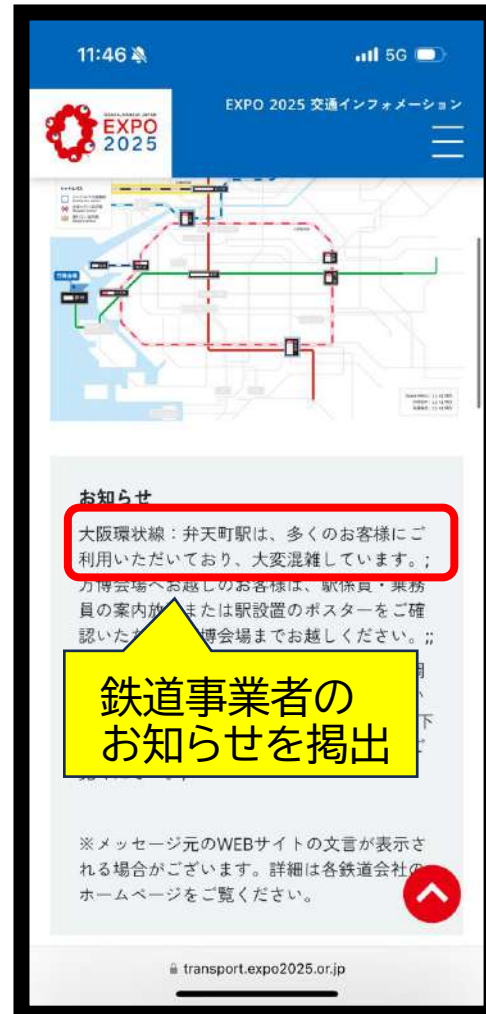 11:46
5G
EXPO 2025 交通インフォメーション
EXPO
2025
お知らせ
大阪環状線：弁天町駅は、多くのお客様にご
利用いただいており、大変混雑しています。;
万博会場へお越しのお客様は、駅係員・乗務
員の案内放 または駅設置のポスターをご確
認いた 博会場までお越しください。;;
鉄道事業者の
お知らせを掲出
※メッセージ元のWEBサイトの文言が表示さ
れる場合がございます。詳細は各鉄道会社の
ホームページをご覧ください。
transport.expo2025.or.jp